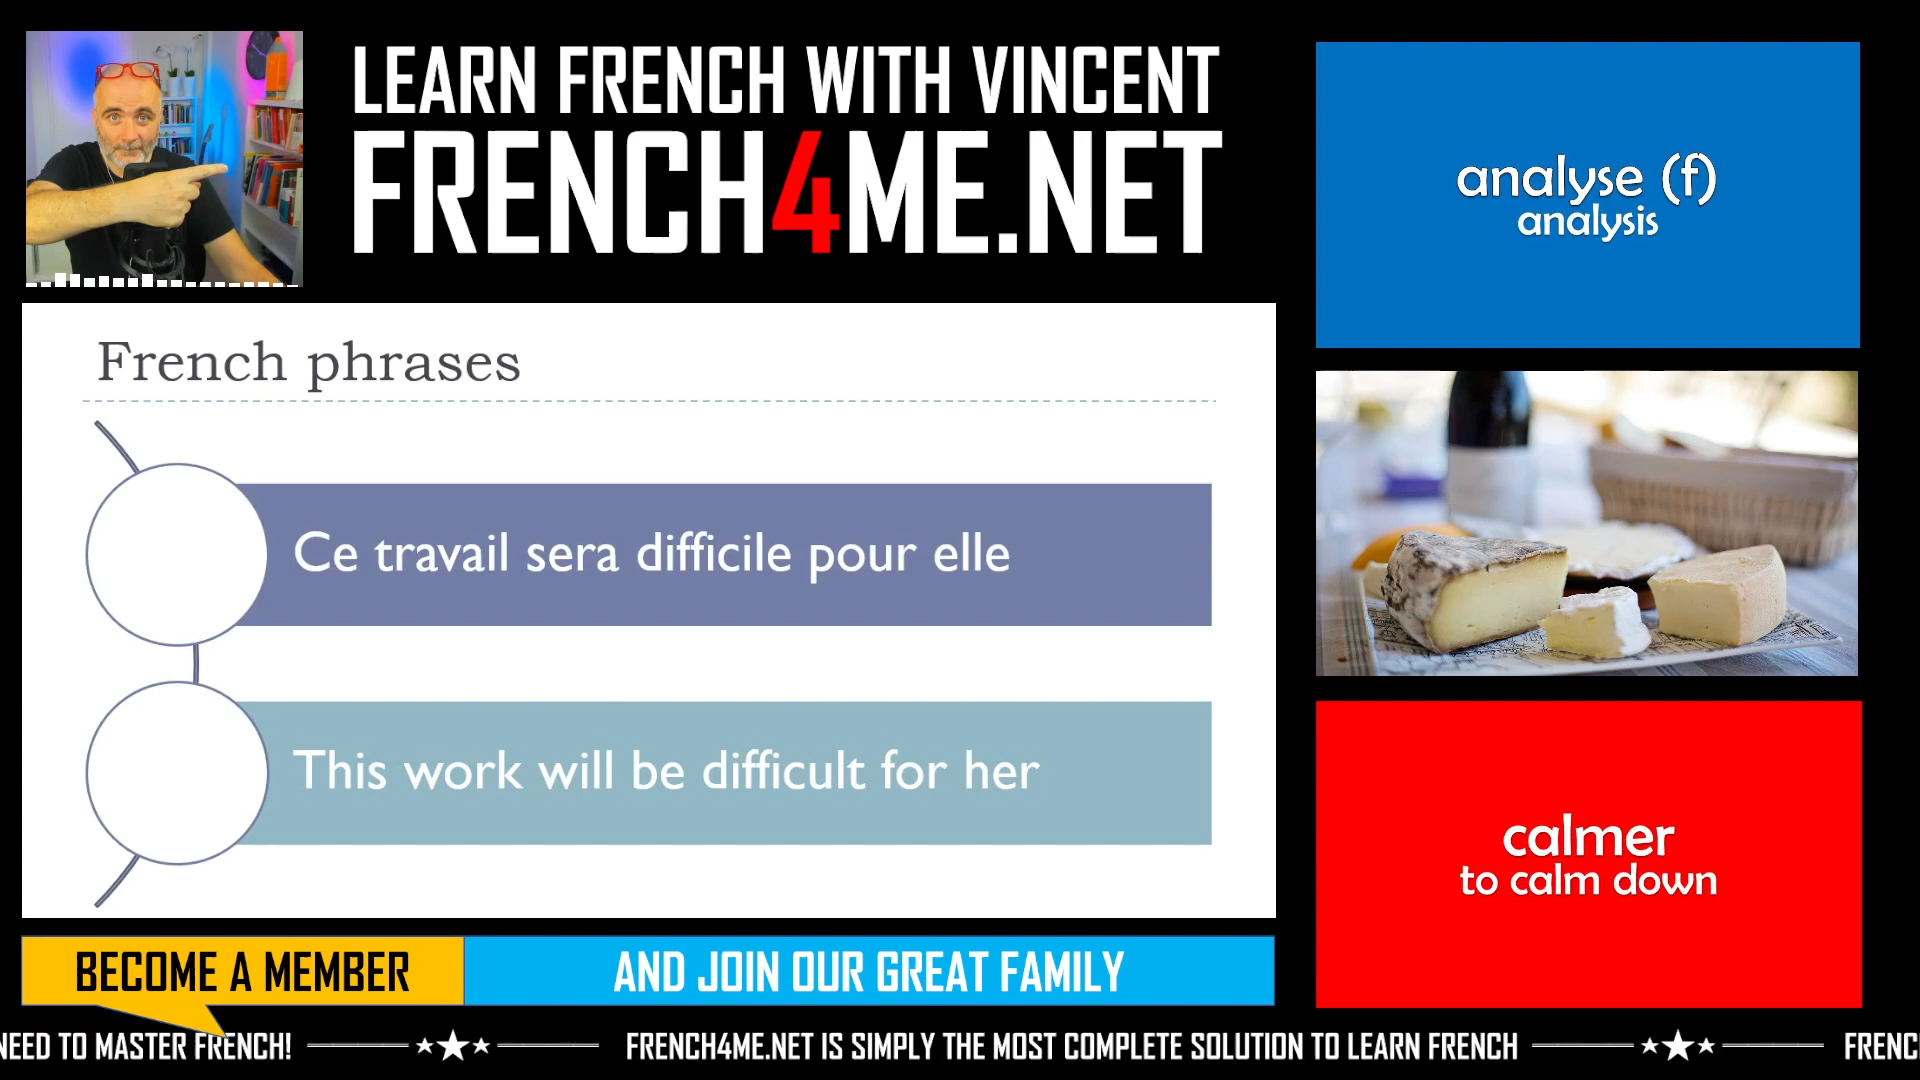 LEARN FRENCH WITH VINCENT
FRENCH4ME.NET
analyse (f)
analysis
French phrases
Ce travail sera difficile pour elle
This work will be difficult for her
calmer
to calm down
BECOME A MEMBER
AND JOIN OUR GREAT FAMILY
NEED TO MASTER FRENCH! FRENCH4ME.NET IS SIMPLY THE MOST COMPLETE SOLUTION TO LEARN FRENCH